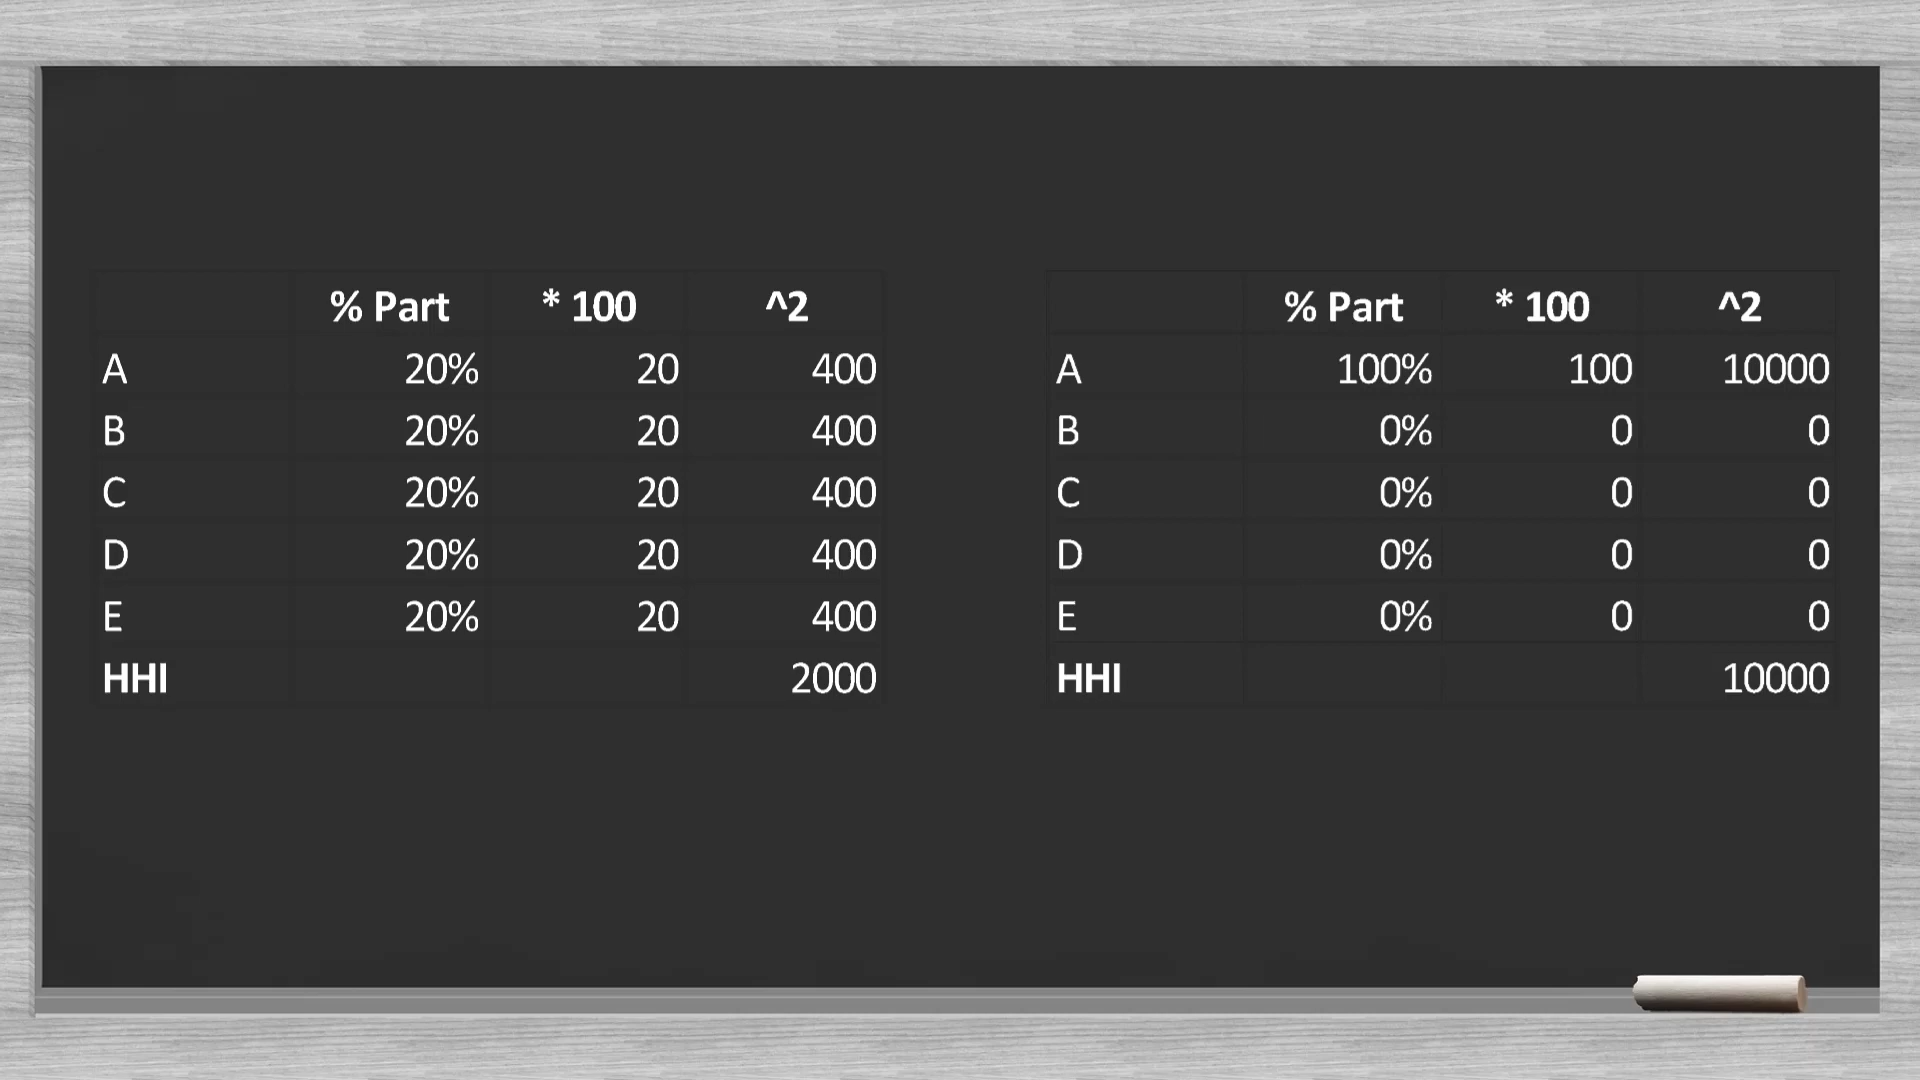 % Part * 100 ^2
A 20% 20 400
B 20% 20 400
C 20% 20 400
D 20% 20 400
E 20% 20 400
HHI 2000
% Part * 100 ^2
A 100% 100 10000
B 0% 0 0
C 0% 0 0
D 0% 0 0
E 0% 0 0
HHI 10000